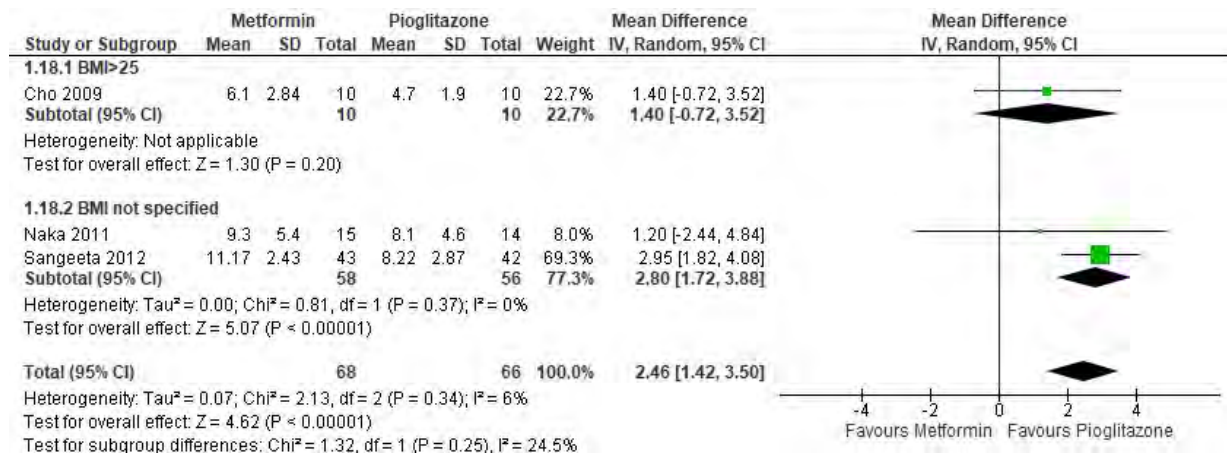 Metformin Pioglitazone Mean Difference Mean Difference
Study or Subgroup Mean SD Total Mean SD Total Weight IV, Random, 95% CI IV, Random, 95% CI
1.18.1 BMI>25
Cho 2009 6.1 2.84 10 4.7 1.9 10 22.7% 1.40 [-0.72, 3.52]
Subtotal (95% CI) 10 10 22.7% 1.40 [-0.72, 3.52]
Heterogeneity: Not applicable
Test for overall effect: Z = 1.30 (P = 0.20)
1.18.2 BMI not specified
Naka 2011 9.3 5.4 15 8.1 4.6 14 8.0% 1.20 [-2.44, 4.84]
Sangeeta 2012 11.17 2.43 43 8.22 2.87 42 69.3% 2.95 [1.82, 4.08]
Subtotal (95% CI) 58 56 77.3% 2.80 [1.72, 3.88]
Heterogeneity: Tau² = 0.00; Chi² = 0.81, df = 1 (P = 0.37); I² = 0%
Test for overall effect: Z = 5.07 (P < 0.00001)
Total (95% CI) 68 66 100.0% 2.46 [1.42, 3.50]
Heterogeneity: Tau² = 0.07; Chi² = 2.13, df = 2 (P = 0.34); I² = 6%
Test for overall effect: Z = 4.62 (P < 0.00001)
Test for subgroup differences: Chi² = 1.32, df = 1 (P = 0.25), I² = 24.5%
-4 -2 0 2 4
Favours Metformin Favours Pioglitazone